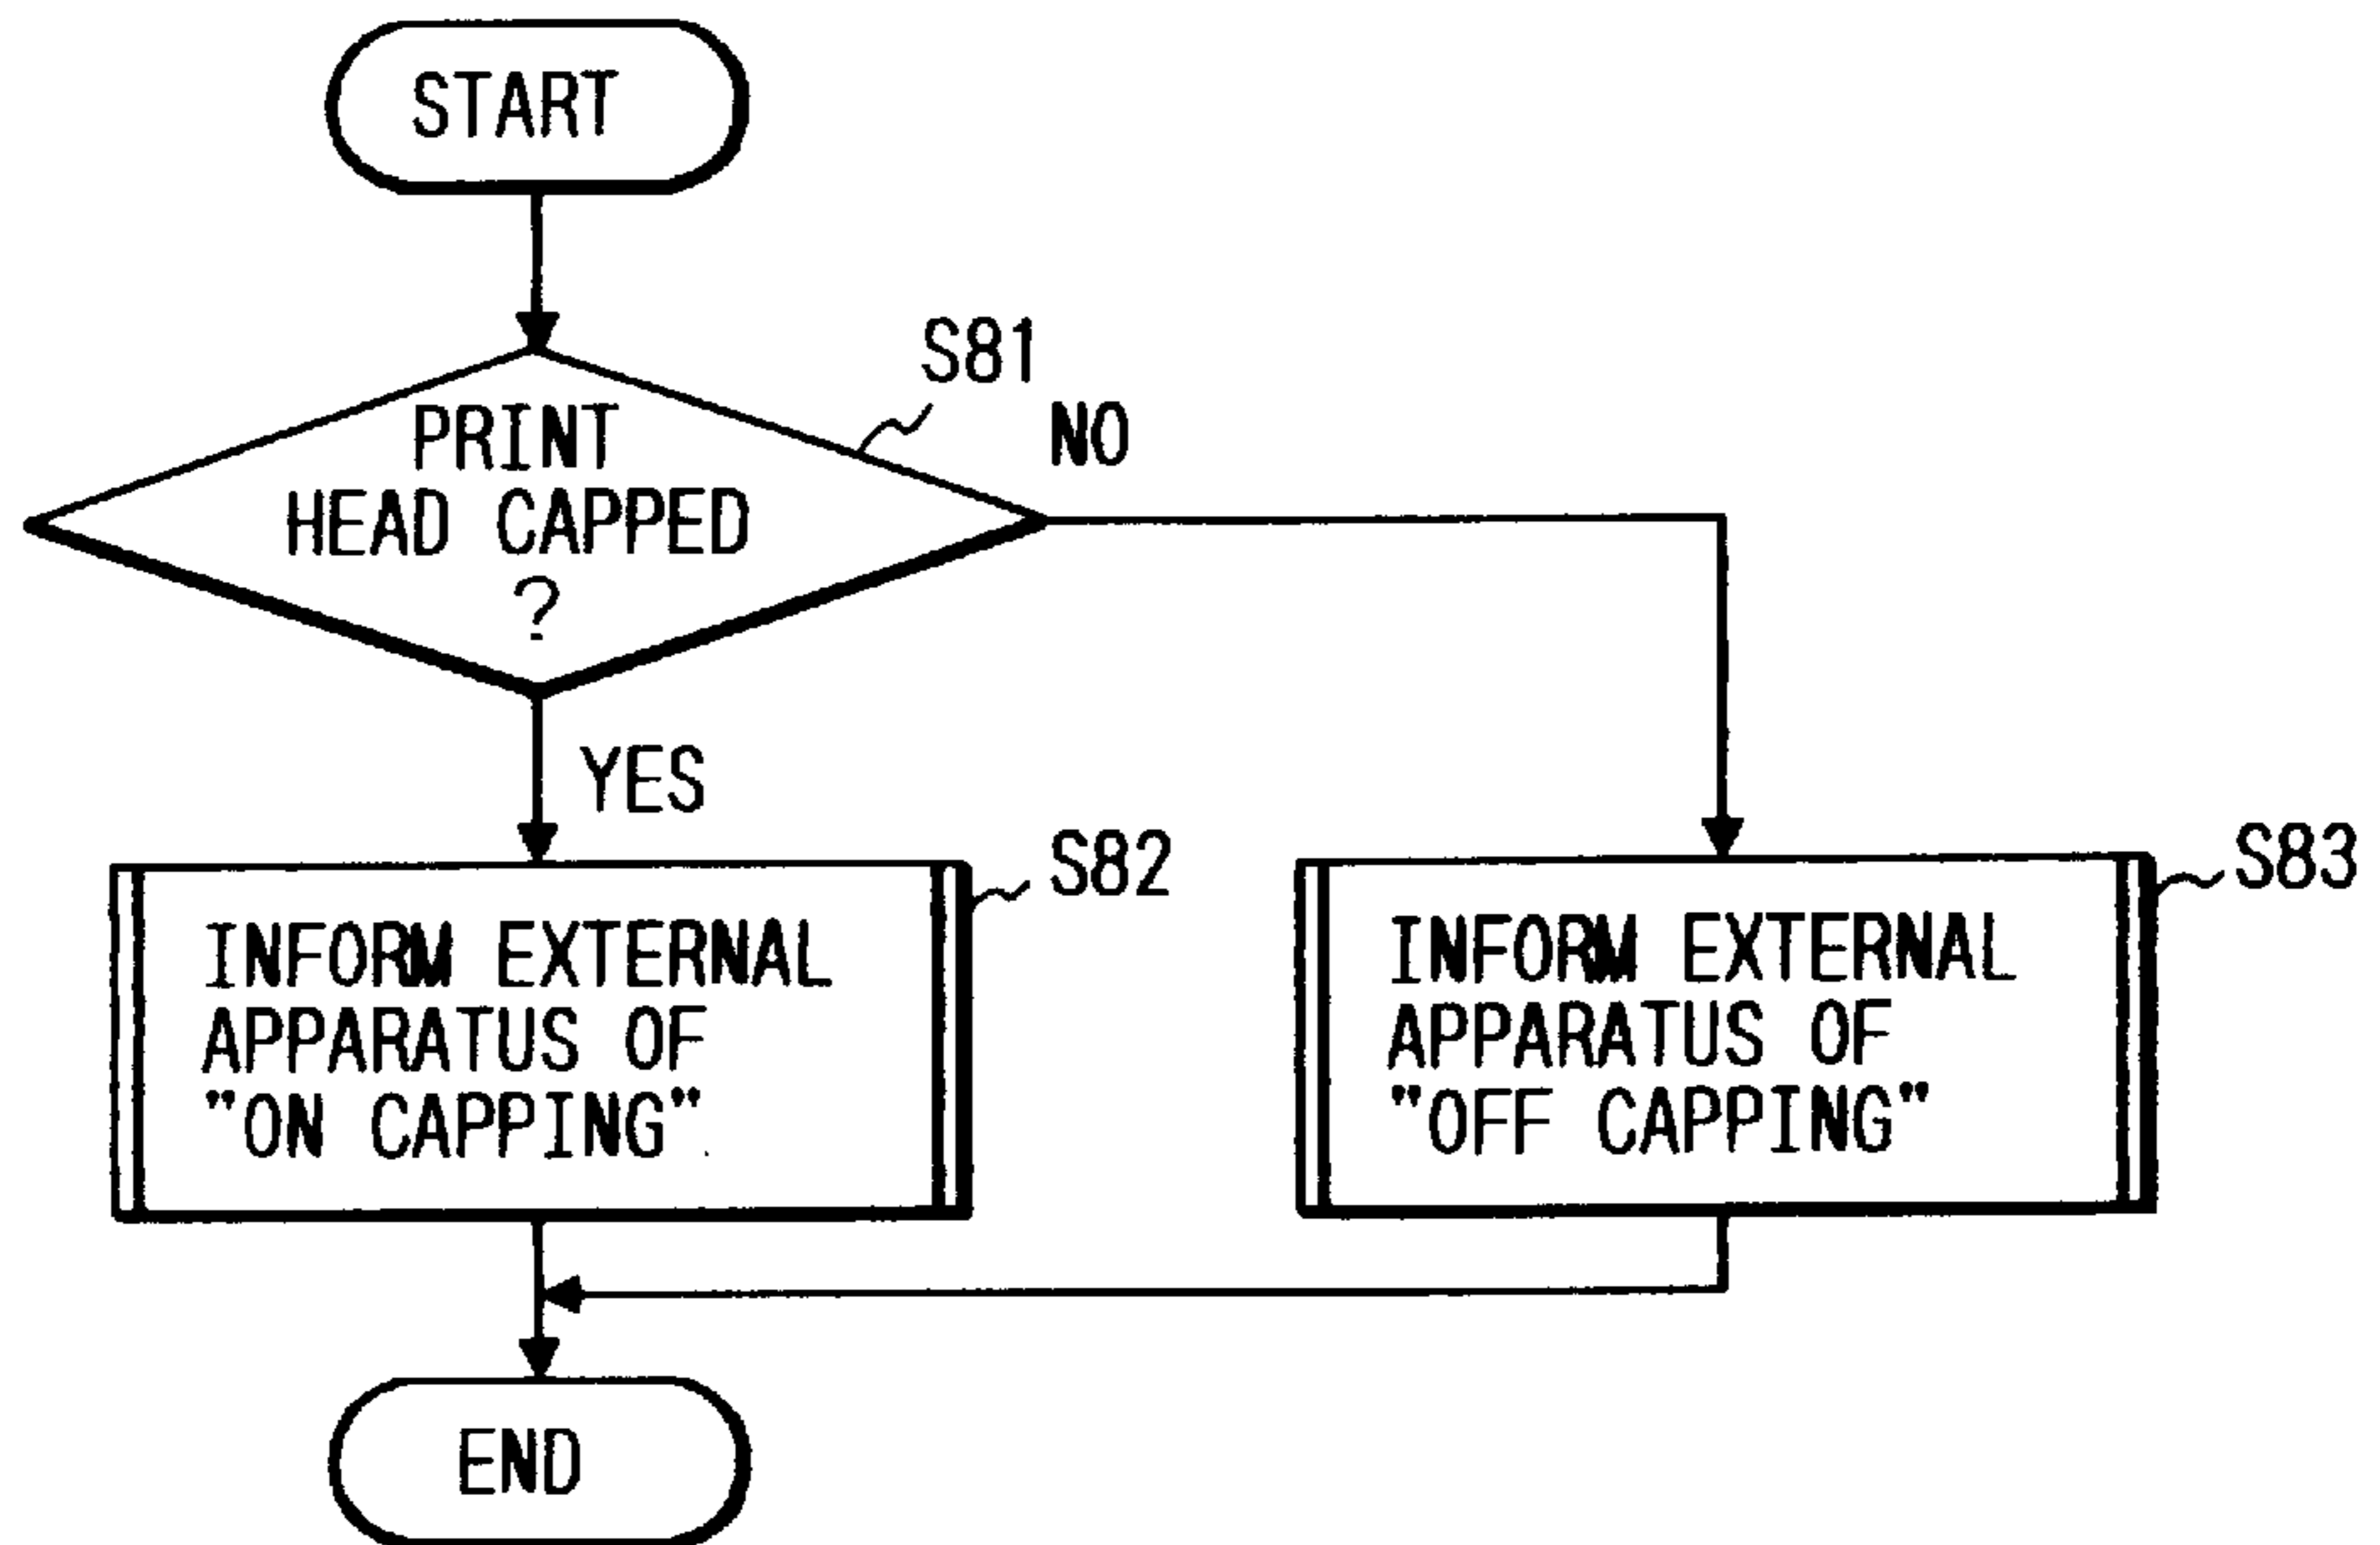 START
S81
NO
PRINT
HEAD CAPPED
?
YES
S82
S83
INFORM EXTERNAL
APPARATUS OF
"ON CAPPING"
INFORM EXTERNAL
APPARATUS OF
"OFF CAPPING"
END